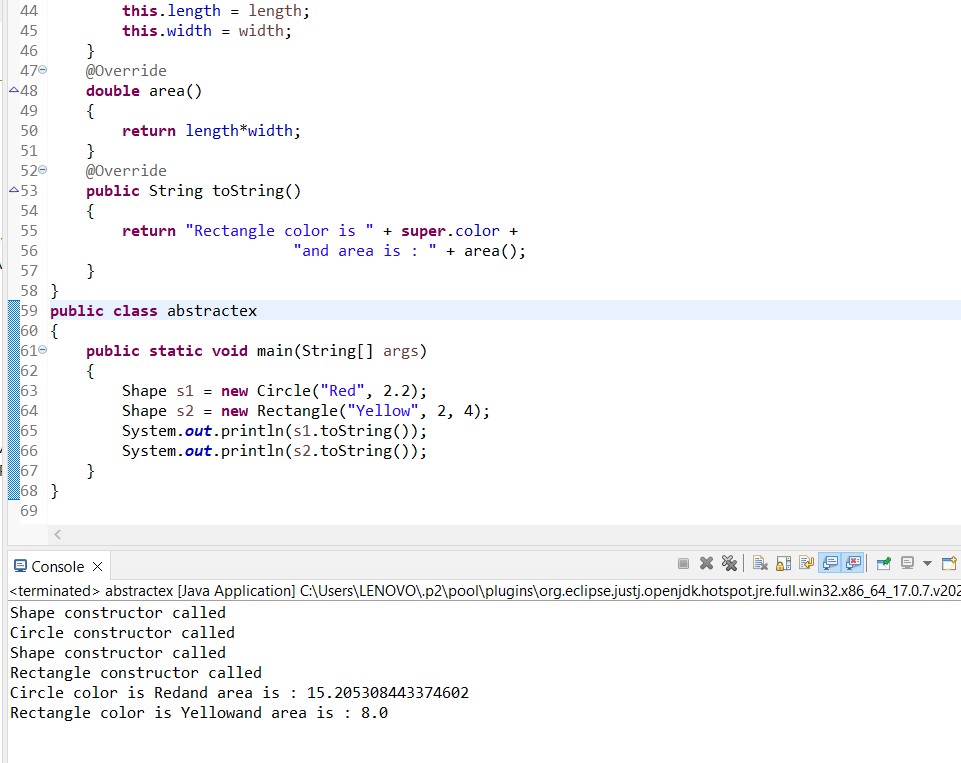 44 this.length = length;
45 this.width = width;
46 }
47 @Override
48 double area()
49 {
50 return length*width;
51 }
52 @Override
53 public String toString()
54 {
55 return "Rectangle color is " + super.color +
56 "and area is : " + area();
57 }
58 }
59 public class abstractex
60 {
61 public static void main(String[] args)
62 {
63 Shape s1 = new Circle("Red", 2.2);
64 Shape s2 = new Rectangle("Yellow", 2, 4);
65 System.out.println(s1.toString());
66 System.out.println(s2.toString());
67 }
68 }
69
Console
<terminated> abstractex [Java Application] C:\Users\LENOVO\.p2\pool\plugins\org.eclipse.justj.openjdk.hotspot.jre.full.win32.x86_64_17.0.7.v202
Shape constructor called
Circle constructor called
Shape constructor called
Rectangle constructor called
Circle color is Redand area is : 15.205308443374602
Rectangle color is Yellowand area is : 8.0